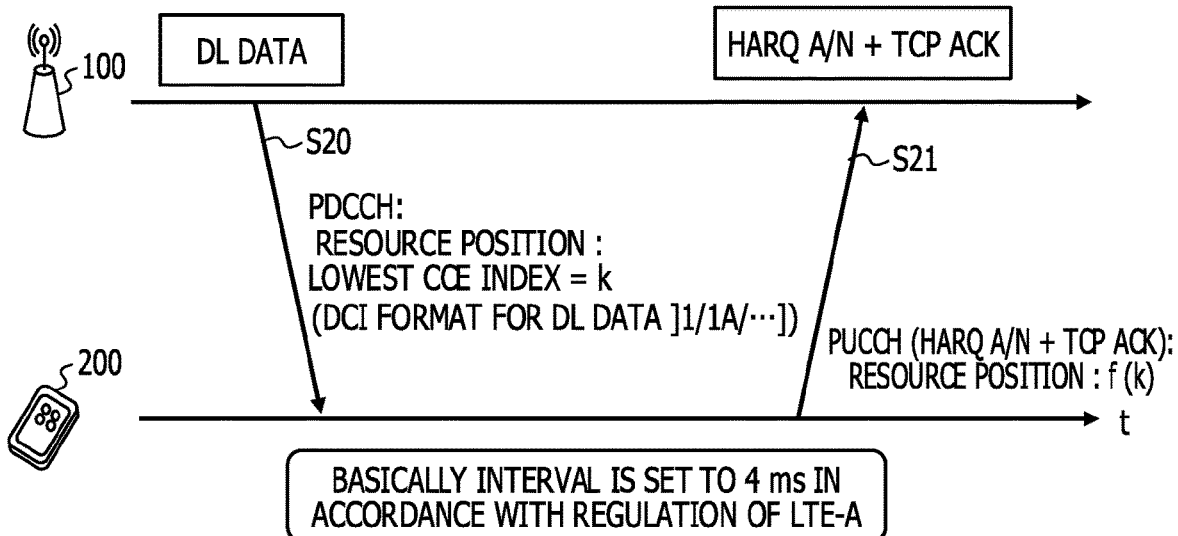 DL DATA
HARQ A/N + TCP ACK
100
S20
S21
PDCCH:
RESOURCE POSITION :
LOWEST CCE INDEX = k
(DCI FORMAT FOR DL DATA ]1/1A/⋯])
PUCCH (HARQ A/N + TCP ACK):
RESOURCE POSITION : f (k)
200
t
BASICALLY INTERVAL IS SET TO 4 ms IN
ACCORDANCE WITH REGULATION OF LTE-A